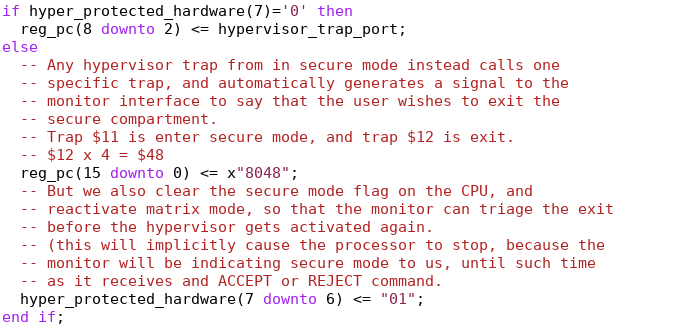 if hyper_protected_hardware(7)='0' then
  reg_pc(8 downto 2) <= hypervisor_trap_port;
else
  -- Any hypervisor trap from in secure mode instead calls one
  -- specific trap, and automatically generates a signal to the
  -- monitor interface to say that the user wishes to exit the
  -- secure compartment.
  -- Trap $11 is enter secure mode, and trap $12 is exit.
  -- $12 x 4 = $48
  reg_pc(15 downto 0) <= x"8048";
  -- But we also clear the secure mode flag on the CPU, and
  -- reactivate matrix mode, so that the monitor can triage the exit
  -- before the hypervisor gets activated again.
  -- (this will implicitly cause the processor to stop, because the
  -- monitor will be indicating secure mode to us, until such time
  -- as it receives and ACCEPT or REJECT command.
  hyper_protected_hardware(7 downto 6) <= "01";
end if;